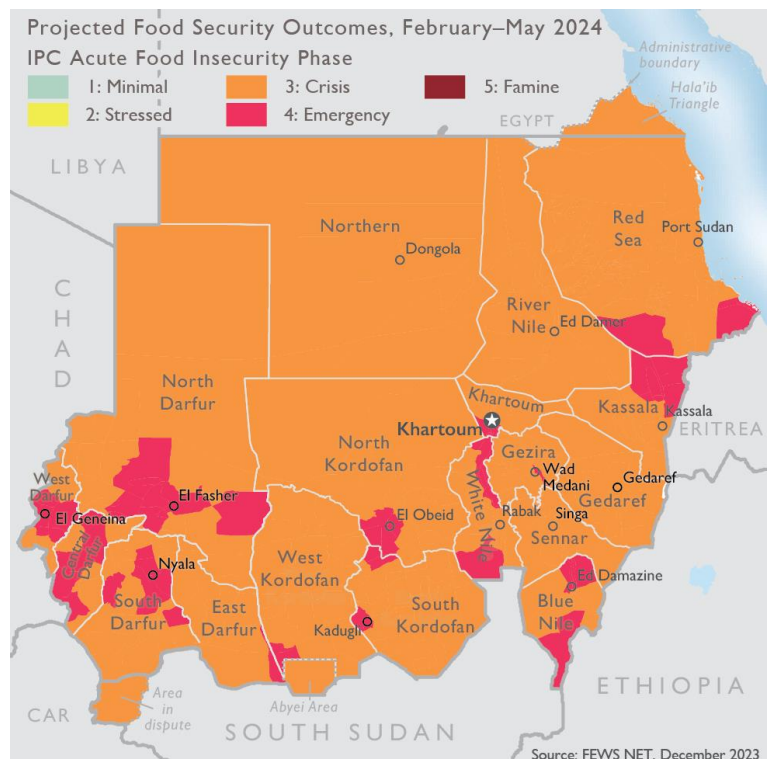 Projected Food Security Outcomes, February–May 2024
IPC Acute Food Insecurity Phase
1: Minimal
3: Crisis
5: Famine
2: Stressed
4: Emergency
Administrative
boundary
Hala'ib
Triangle
EGYPT
LIBYA
Northern
Dongola
Red
Sea
Port Sudan
CHAD
River
Nile
Ed Damer
North
Darfur
Khartoum
Khartoum
Kassala
Kassala
ERITREA
North
Kordofan
Gezira
Wad
Medani
Gedaref
Gedaref
West
Darfur
El Geneina
El Fasher
El Obeid
White Nile
Rabak
Singa
Sennar
Central
Darfur
Nyala
West
Kordofan
Ed Damazine
Blue
Nile
South
Darfur
East
Darfur
Kadugli
South
Kordofan
Abyei Area
Area
in
dispute
CAR
SOUTH SUDAN
ETHIOPIA
Source: FEWS NET, December 2023